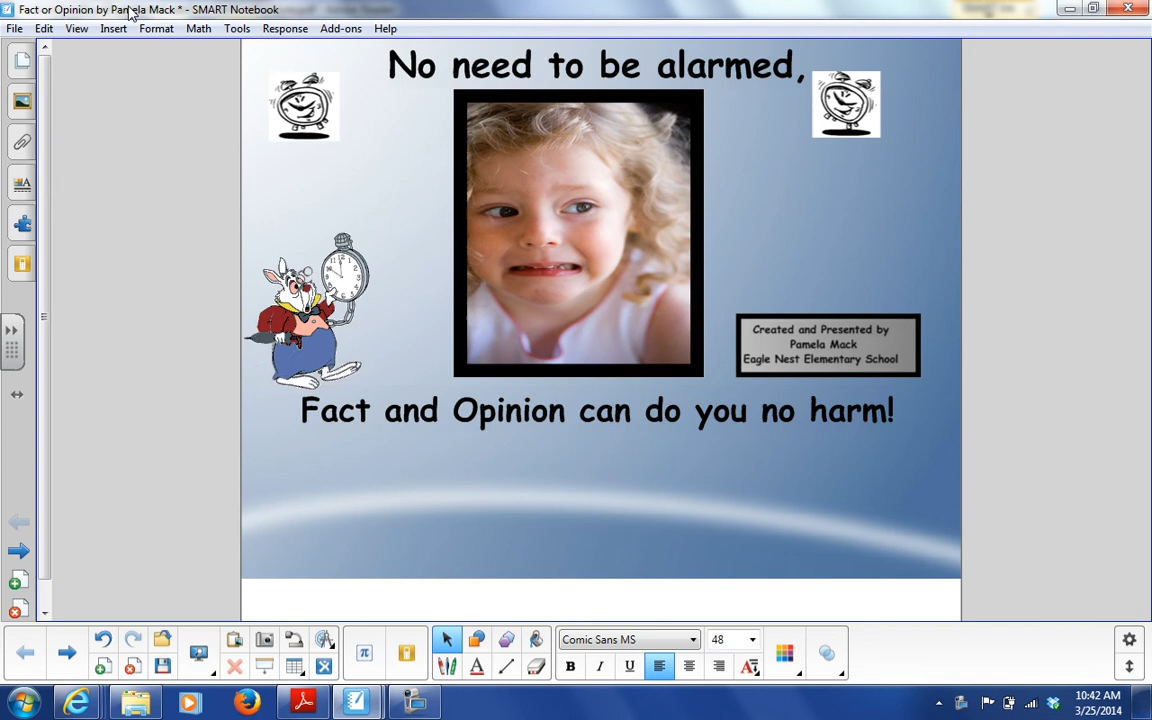 Fact or Opinion by Pamela Mack * - SMART Notebook
File Edit View Insert Format Math Tools Response Add-ons Help
No need to be alarmed,
Created and Presented by
Pamela Mack
Eagle Nest Elementary School
Fact and Opinion can do you no harm!
Comic Sans MS 48
B I U
10:42 AM
3/25/2014